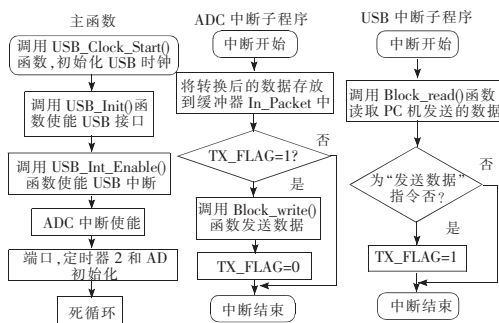 主函数
调用 USB_Clock_Start()
函数,初始化 USB 时钟
调用 USB_Init()函
数使能 USB 接口
调用 USB_Int_Enable()
函数使能 USB 中断
ADC 中断使能
端口,定时器 2 和 AD
初始化
死循环
ADC 中断子程序
中断开始
将转换后的数据存放
到缓冲器 In_Packet 中
否
TX_FLAG=1?
是
调用 Block_write()
函数发送数据
TX_FLAG=0
中断结束
USB 中断子程序
中断开始
调用 Block_read()函数
读取 PC 机发送的数据
否
为“发送数据”
指令否?
是
TX_FLAG=1
中断结束